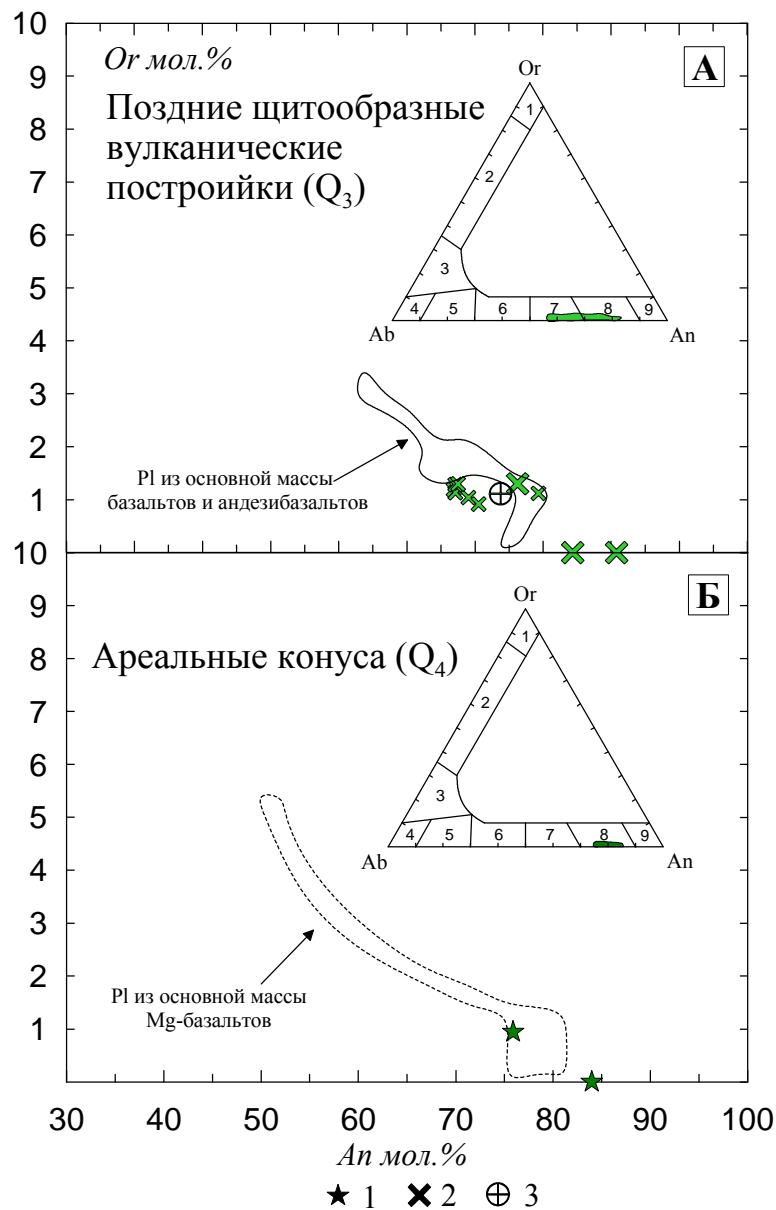 10
Or мол.%
А
9
Поздние щитообразные
вулканические
построийки (Q3)
Or
1
8
7
2
6
3
5
4 5 6 7 8 9
Ab An
4
3
2
Pl из основной массы
базальтов и андезибазальтов
1
10
Б
9
Or
1
Ареальные конуса (Q4)
8
2
7
6
3
5
4 5 6 7 8 9
Ab An
4
3
Pl из основной массы
Mg-базальтов
2
1
30 40 50 60 70 80 90 100
An мол.%
1 2 3